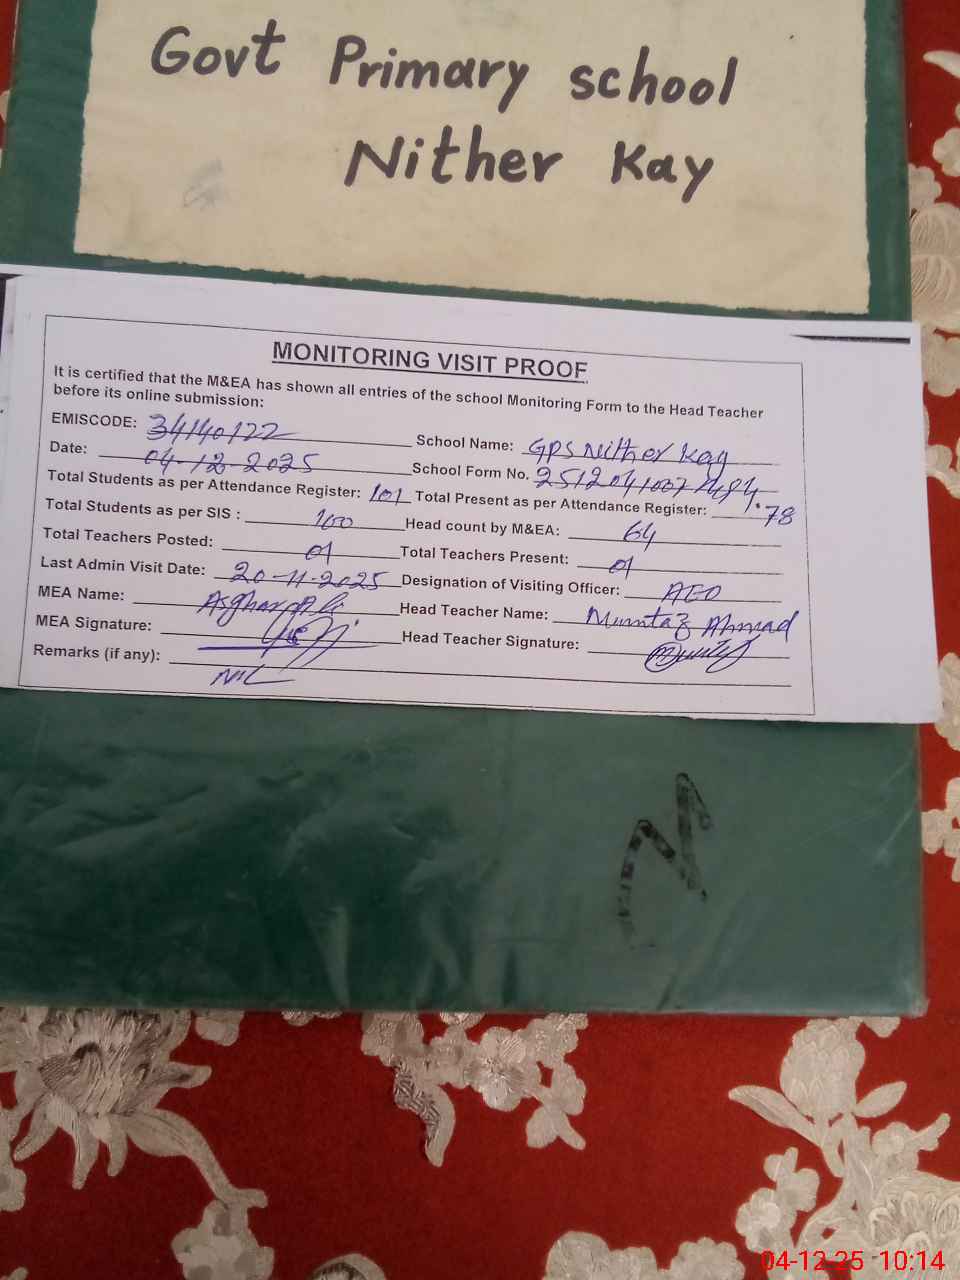 Govt Primary school
Nither Kay
MONITORING VISIT PROOF
It is certified that the M&EA has shown all entries of the school Monitoring Form to the Head Teacher
before its online submission:
EMISCODE: 34140122 School Name: GPS Nither Kay
Date: 04-12-2025 School Form No.
Total Students as per Attendance Register: 101 Total Present as per Attendance Register: 78
Total Students as per SIS : 100 Head count by M&EA: 64
Total Teachers Posted: 01 Total Teachers Present: 01
Last Admin Visit Date: 20-11-2025 Designation of Visiting Officer: AEO
MEA Name: Asghar Ali Head Teacher Name: Mumtaz Ahmad
MEA Signature: Head Teacher Signature:
Remarks (if any): NIL
N
04-12-25 10:14